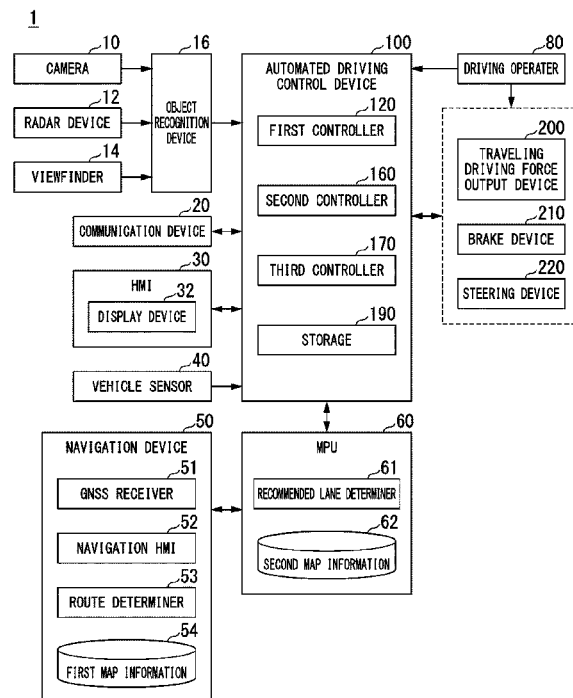 1
10
CAMERA
12
RADAR DEVICE
14
VIEWFINDER
16
OBJECT
RECOGNITION
DEVICE
20
COMMUNICATION DEVICE
30
HMI
32
DISPLAY DEVICE
40
VEHICLE SENSOR
100
AUTOMATED DRIVING
CONTROL DEVICE
120
FIRST CONTROLLER
160
SECOND CONTROLLER
170
THIRD CONTROLLER
190
STORAGE
80
DRIVING OPERATER
200
TRAVELING
DRIVING FORCE
OUTPUT DEVICE
210
BRAKE DEVICE
220
STEERING DEVICE
50
NAVIGATION DEVICE
51
GNSS RECEIVER
52
NAVIGATION HMI
53
ROUTE DETERMINER
54
FIRST MAP INFORMATION
60
MPU
61
RECOMMENDED LANE DETERMINER
62
SECOND MAP INFORMATION